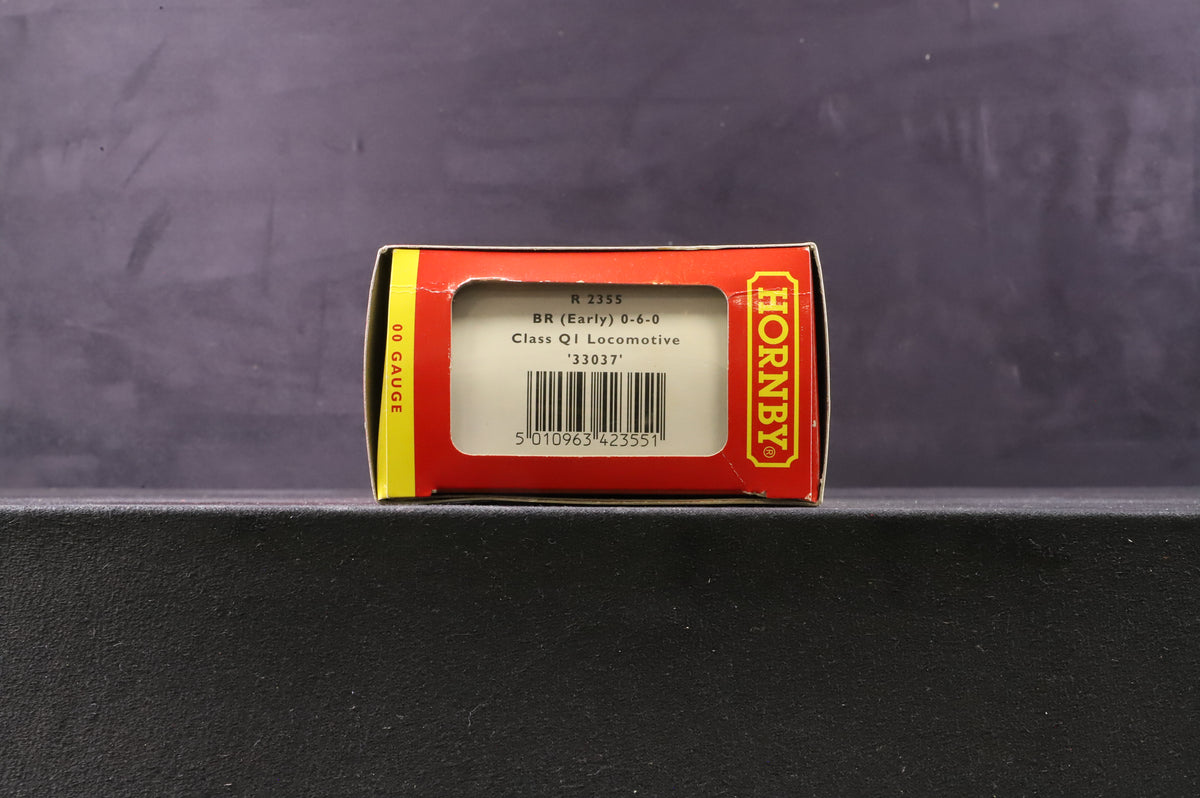 00 GAUGE
R 2355
BR (Early) 0-6-0
Class Q1 Locomotive
'33037'
5 010963 423551
HORNBY®